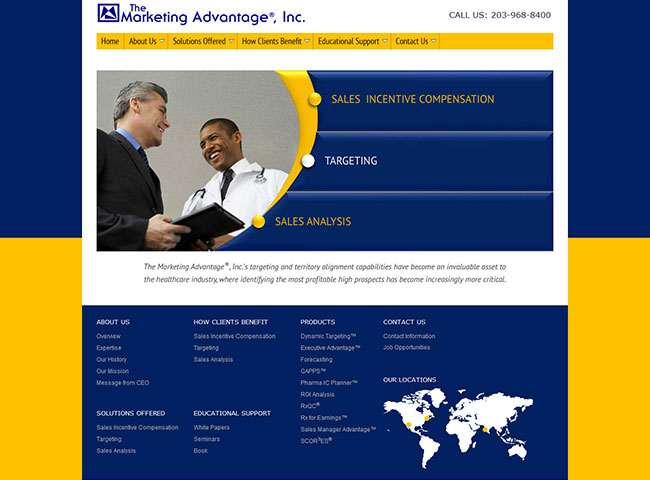 The
Marketing Advantage®, Inc.
CALL US: 203-968-8400
Home About Us Solutions Offered How Clients Benefit Educational Support Contact Us
SALES INCENTIVE COMPENSATION
TARGETING
SALES ANALYSIS
The Marketing Advantage®, Inc.'s targeting and territory alignment capabilities have become an invaluable asset to
the healthcare industry, where identifying the most profitable high prospects has become increasingly more critical.
ABOUT US
Overview
Expertise
Our History
Our Mission
Message from CEO
HOW CLIENTS BENEFIT
Sales Incentive Compensation
Targeting
Sales Analysis
PRODUCTS
Dynamic Targeting™
Executive Advantage™
Forecasting
GAPPS™
Pharma IC Planner™
ROI Analysis
RxQC®
Rx for Earnings™
Sales Manager Advantage™
SCOR³ES®
CONTACT US
Contact Information
Job Opportunities
OUR LOCATIONS
SOLUTIONS OFFERED
Sales Incentive Compensation
Targeting
Sales Analysis
EDUCATIONAL SUPPORT
White Papers
Seminars
Book